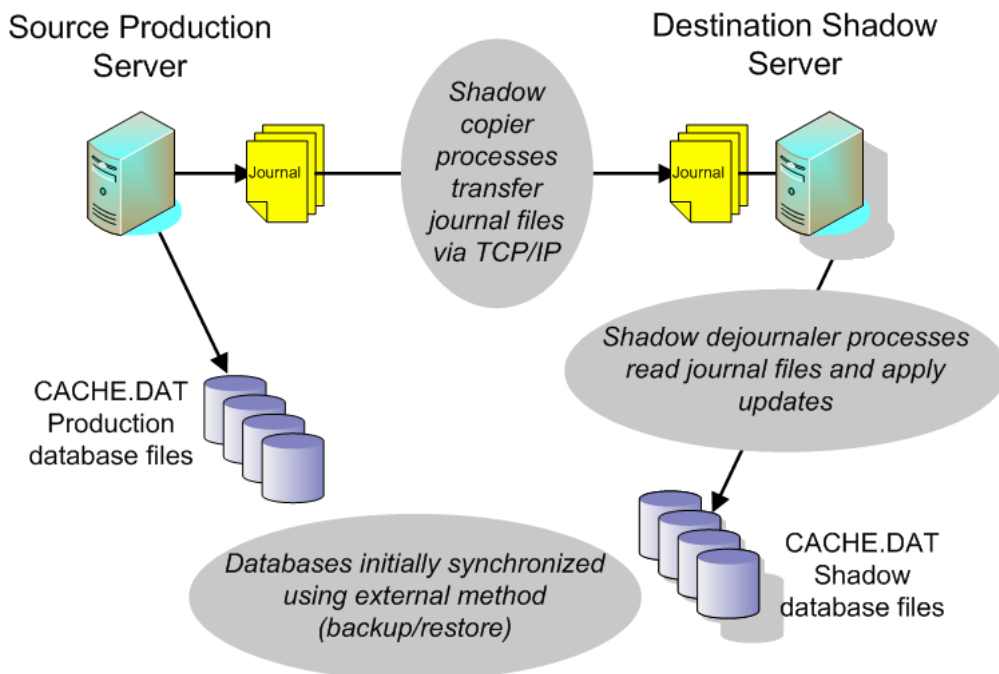 Source Production
Server
Destination Shadow
Server
Journal
Shadow
copier
processes
transfer
journal files
via TCP/IP
Journal
Shadow dejournaler processes
read journal files and apply
updates
CACHE.DAT
Production
database files
Databases initially synchronized
using external method
(backup/restore)
CACHE.DAT
Shadow
database files